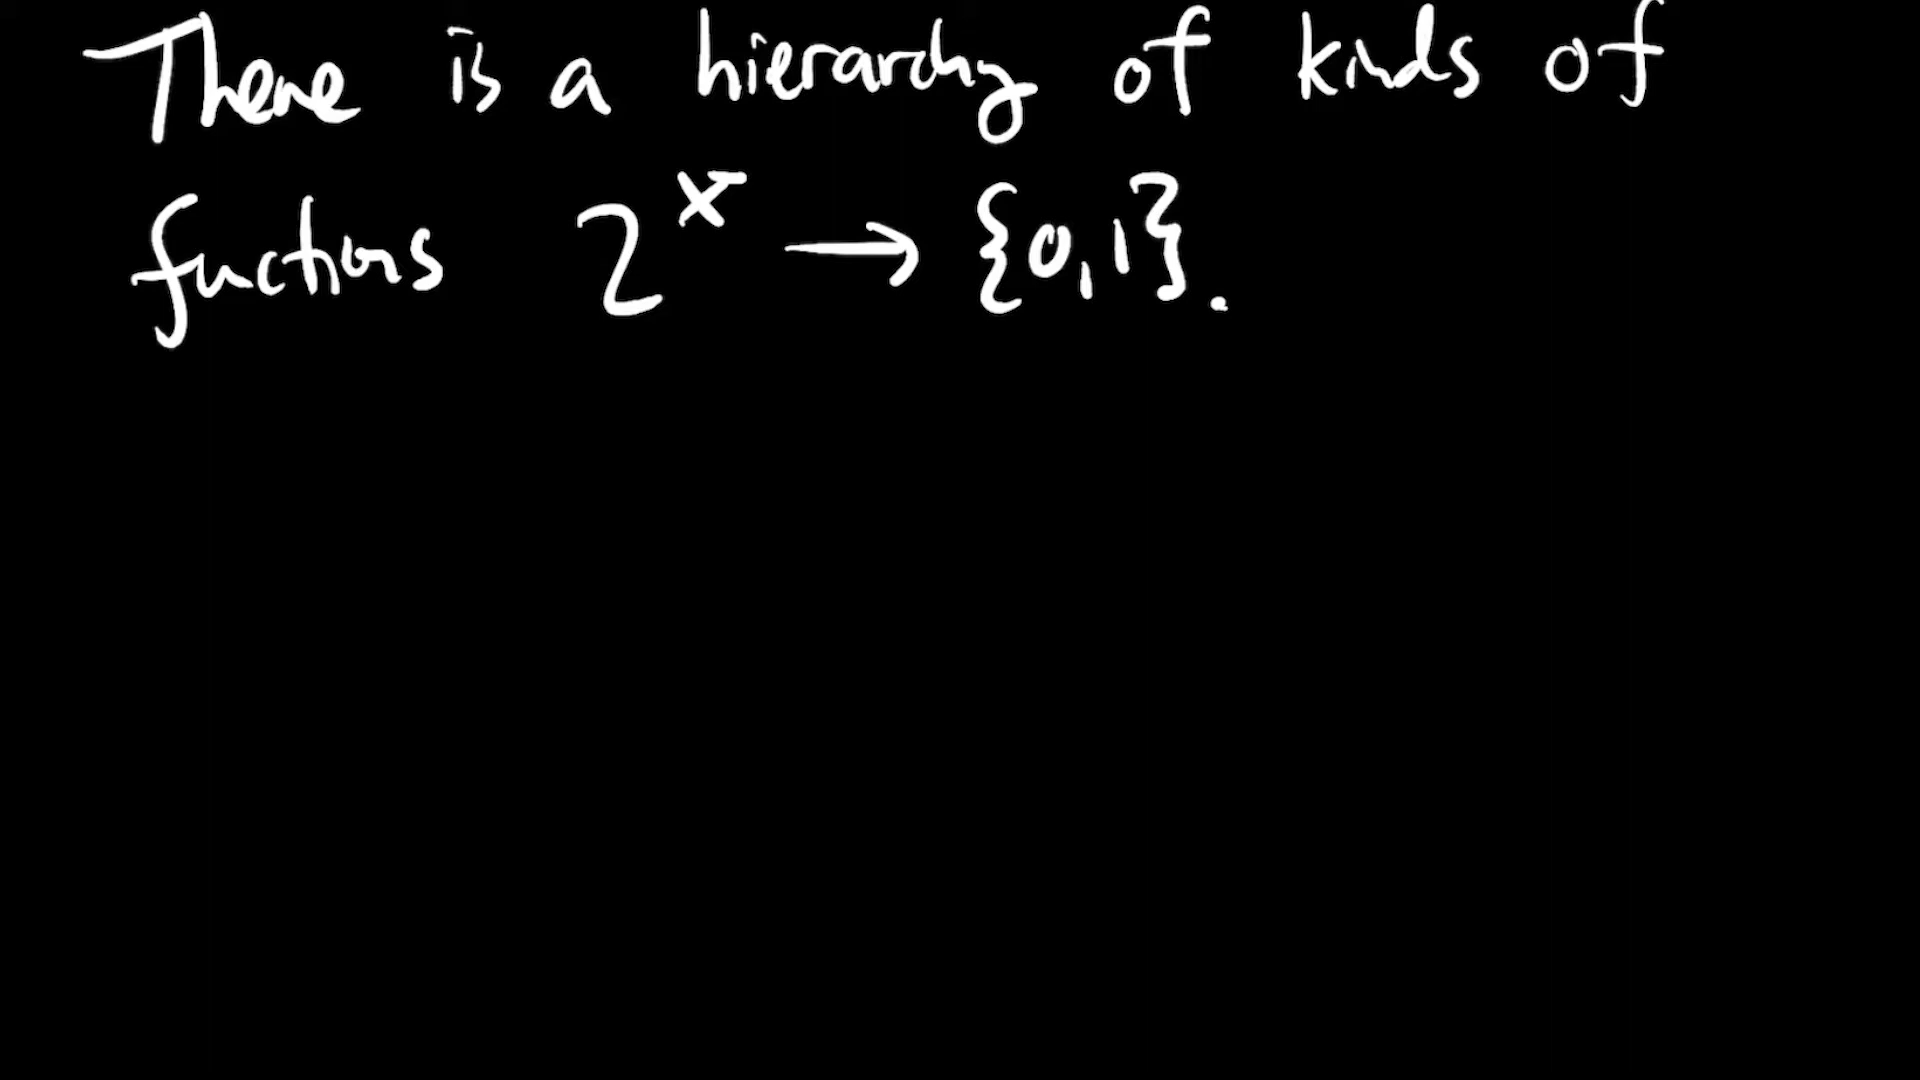 There is a hierarchy of kinds of
fuctions 2^X → {0,1}.